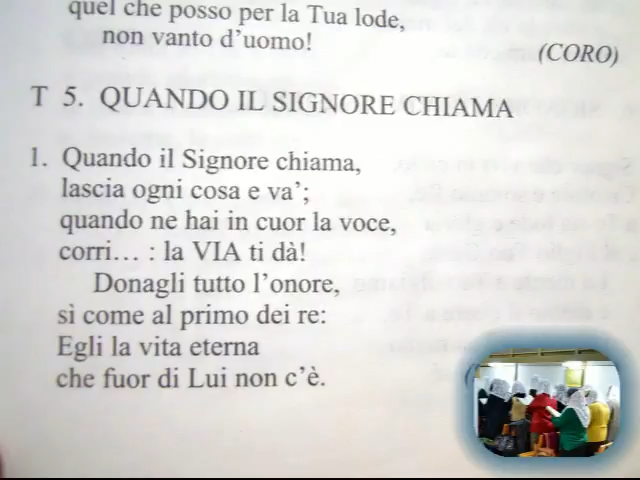 quel che posso per la Tua lode,
non vanto d'uomo!
(CORO)
T 5. QUANDO IL SIGNORE CHIAMA
1. Quando il Signore chiama,
lascia ogni cosa e va';
quando ne hai in cuor la voce,
corri... : la VIA ti dà!
Donagli tutto l'onore,
sì come al primo dei re:
Egli la vita eterna
che fuor di Lui non c'è.